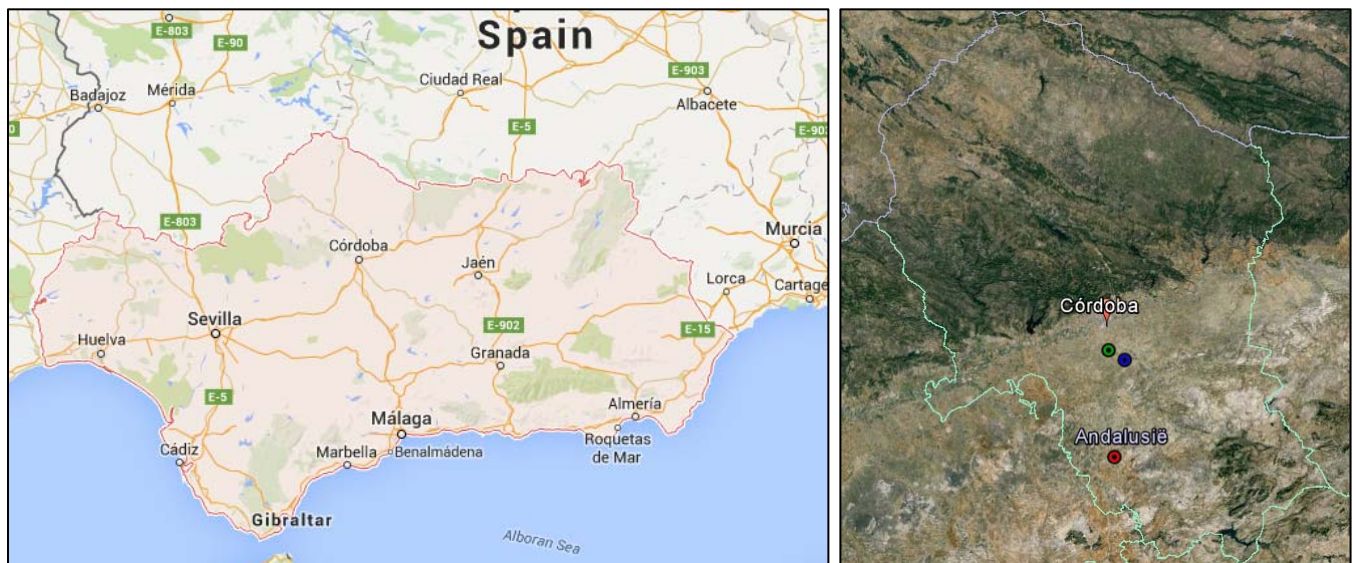 Spain
E-803
E-90
Ciudad Real
E-903
Badajoz
Mérida
Albacete
E-5
E-903
E-803
Córdoba
Jaén
Murcia
Lorca
Cartage
Sevilla
Huelva
E-902
E-15
Granada
E-5
Málaga
Almería
Cádiz
Marbella
Benalmádena
Roquetas
de Mar
Gibraltar
Alboran Sea
Córdoba
Andalusië